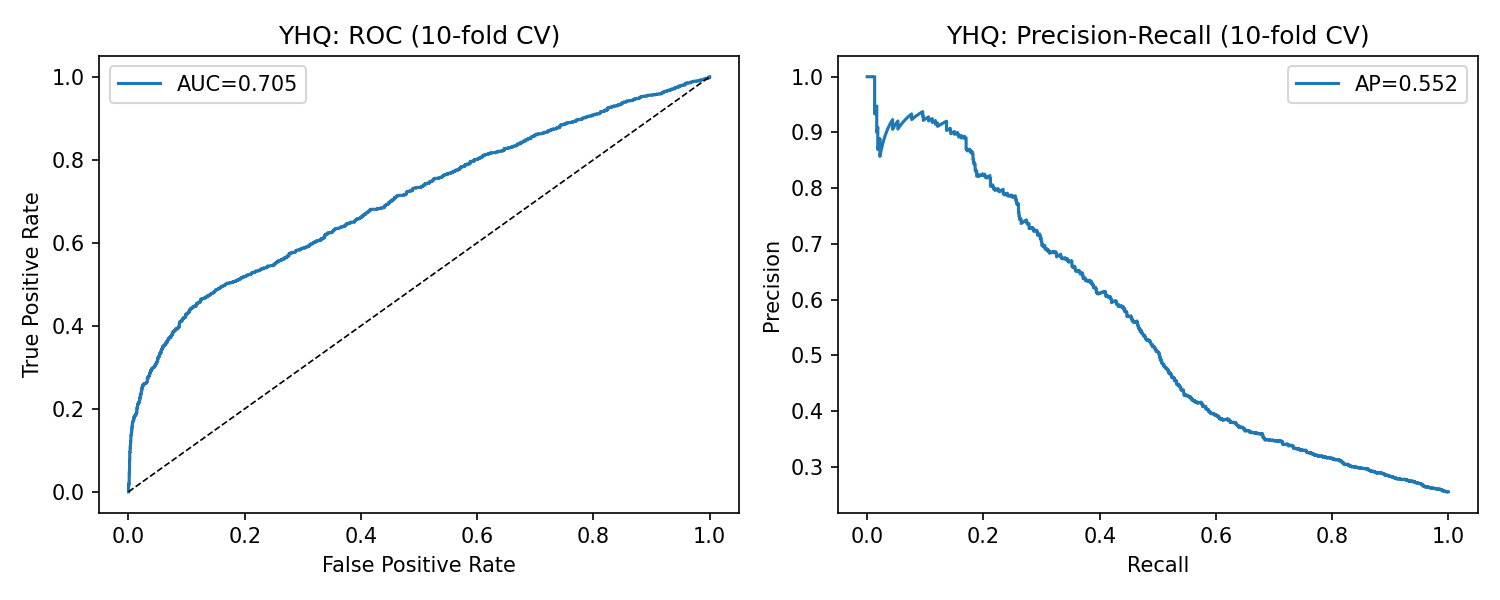 YHQ: ROC (10-fold CV)
AUC=0.705
1.0
0.8
0.6
0.4
0.2
0.0
True Positive Rate
0.0 0.2 0.4 0.6 0.8 1.0
False Positive Rate
YHQ: Precision-Recall (10-fold CV)
AP=0.552
1.0
0.9
0.8
0.7
0.6
0.5
0.4
0.3
Precision
0.0 0.2 0.4 0.6 0.8 1.0
Recall